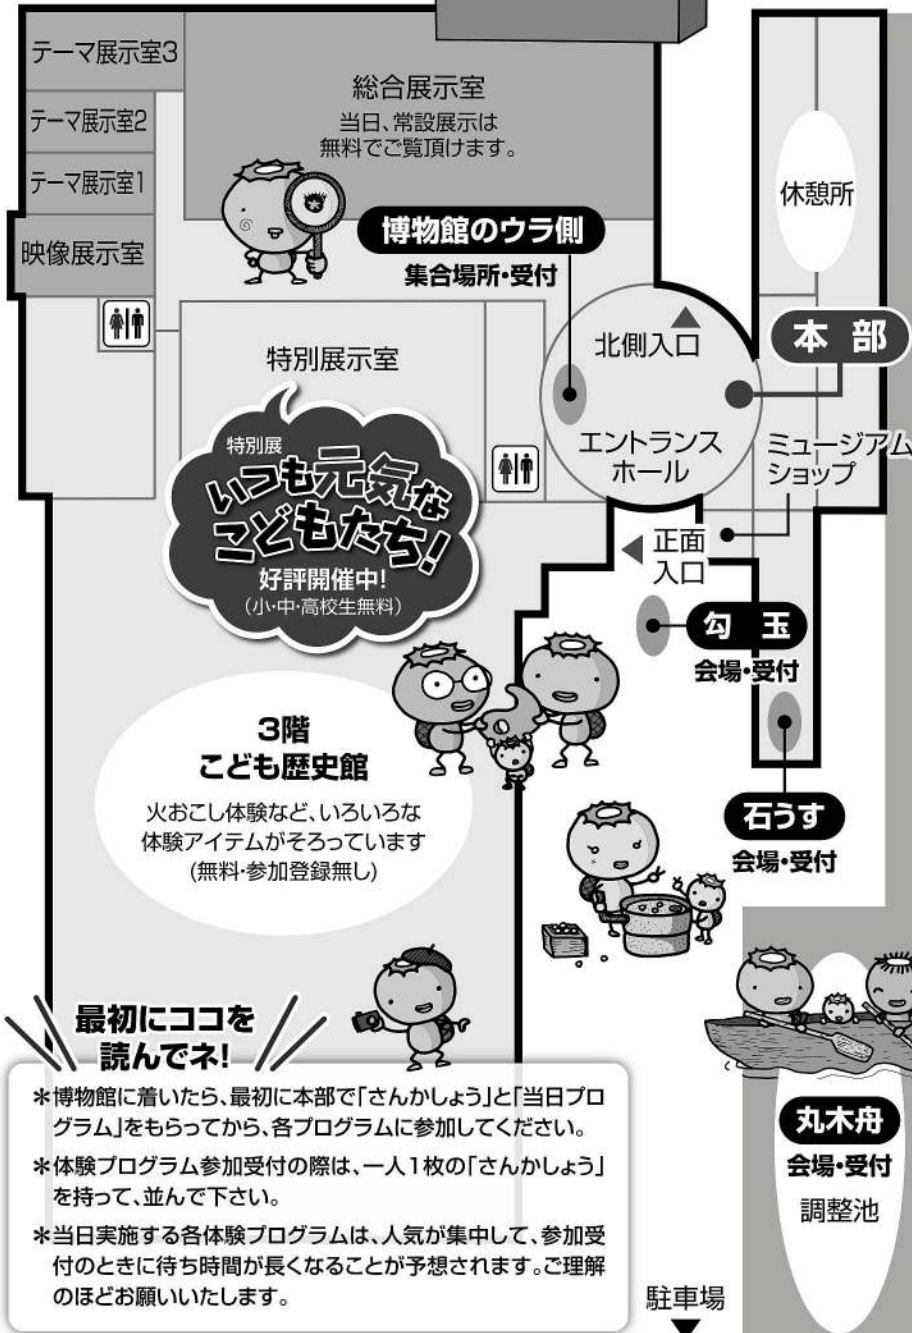 テーマ展示室3
総合展示室
当日、常設展示は
無料でご覧頂けます。
テーマ展示室2
テーマ展示室1
映像展示室
休憩所
博物館のウラ側
集合場所・受付
北側入口
本 部
特別展示室
エントランス
ホール
ミュージアム
ショップ
特別展
いつも元気な
こどもたち!
好評開催中!
(小・中・高校生無料)
正面
入口
勾 玉
会場・受付
3階
こども歴史館
火おこし体験など、いろいろな
体験アイテムがそろっています
(無料・参加登録無し)
石うす
会場・受付
最初にココを
読んでネ!
＊博物館に着いたら、最初に本部で「さんかしょう」と「当日プロ
グラム」をもらってから、各プログラムに参加してください。
＊体験プログラム参加受付の際は、一人1枚の「さんかしょう」
を持って、並んで下さい。
＊当日実施する各体験プログラムは、人気が集中して、参加受
付のときに待ち時間が長くなることが予想されます。ご理解
のほどお願いいたします。
丸木舟
会場・受付
調整池
駐車場